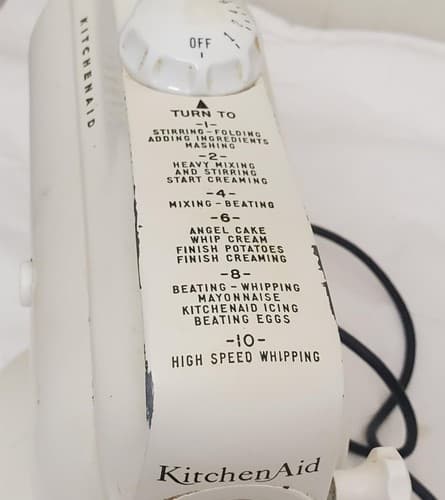 KITCHENAID
OFF
TURN TO
-1-
STIRRING-FOLDING
ADDING INGREDIENTS
MASHING
-2-
HEAVY MIXING
AND STIRRING
START CREAMING
-4-
MIXING-BEATING
-6-
ANGEL CAKE
WHIP CREAM
FINISH POTATOES
FINISH CREAMING
-8-
BEATING-WHIPPING
MAYONNAISE
KITCHENAID ICING
BEATING EGGS
-10-
HIGH SPEED WHIPPING
KitchenAid